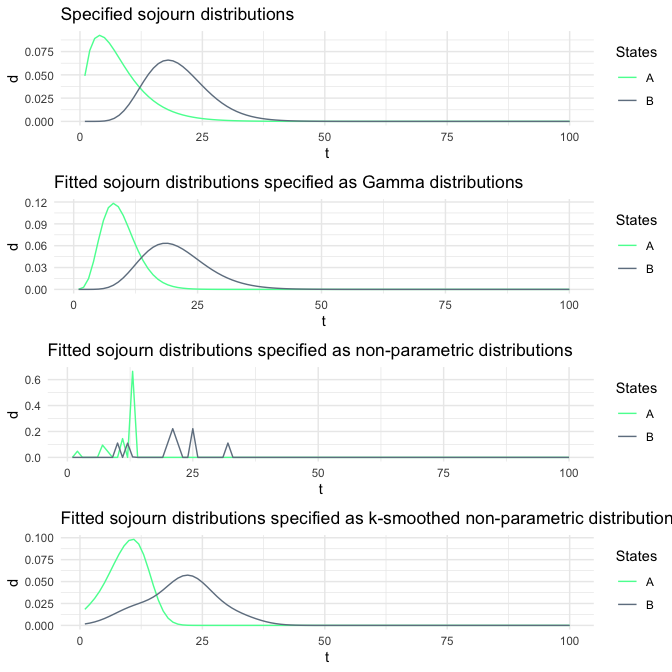 Specified sojourn distributions
0.075
0.050
0.025
0.000
d
0 25 50 75 100
t
States
A
B
Fitted sojourn distributions specified as Gamma distributions
0.12
0.09
0.06
0.03
0.00
d
0 25 50 75 100
t
States
A
B
Fitted sojourn distributions specified as non-parametric distributions
0.6
0.4
0.2
0.0
d
0 25 50 75 100
t
States
A
B
Fitted sojourn distributions specified as k-smoothed non-parametric distribution
0.100
0.075
0.050
0.025
0.000
d
0 25 50 75 100
t
States
A
B